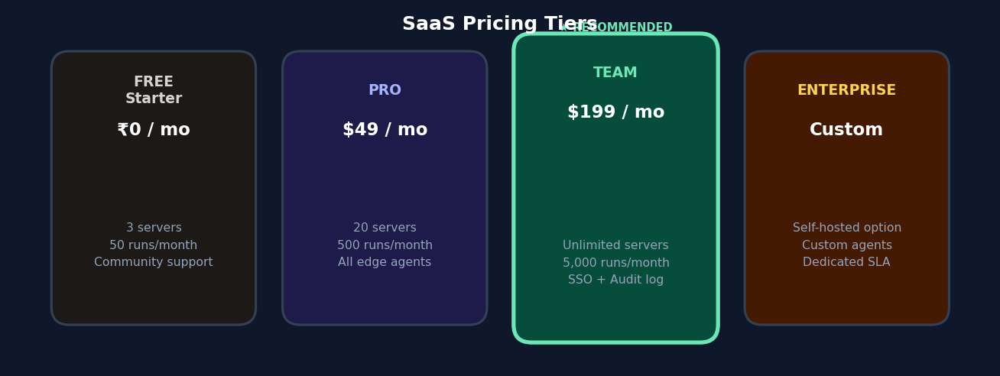 SaaS Pricing Tiers
★ RECOMMENDED
FREE
Starter
₹0 / mo
3 servers
50 runs/month
Community support
PRO
$49 / mo
20 servers
500 runs/month
All edge agents
TEAM
$199 / mo
Unlimited servers
5,000 runs/month
SSO + Audit log
ENTERPRISE
Custom
Self-hosted option
Custom agents
Dedicated SLA